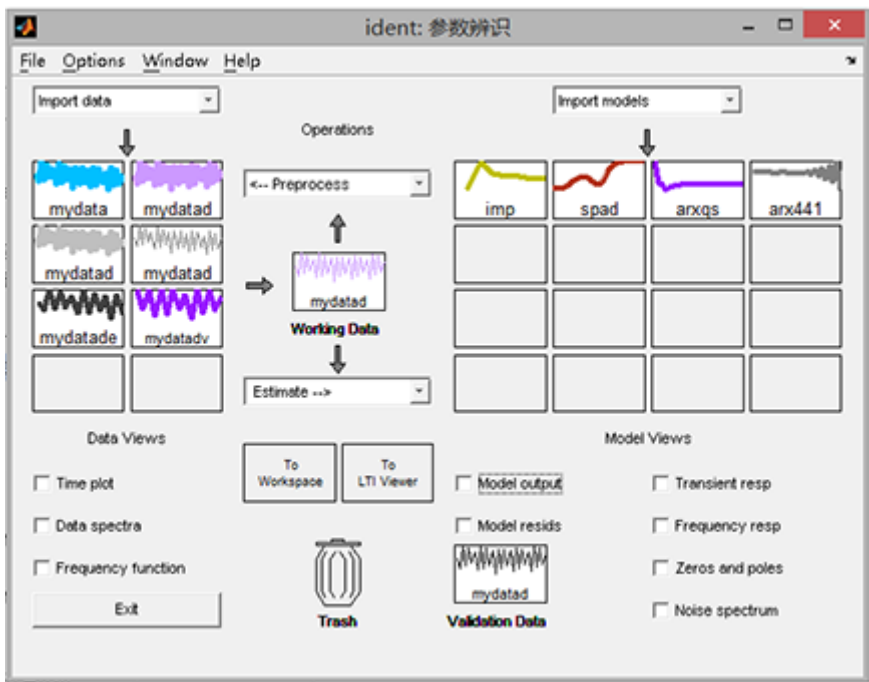 ident: 参数辨识
File Options Window Help
Import data
Import models
Operations
mydata
mydatad
<-- Preprocess
imp
spad
arxqs
arx441
mydatad
mydatad
mydatad
Working Data
mydatade
mydatadv
Estimate -->
Data Views
Model Views
To Workspace
To LTI Viewer
Time plot
Model output
Transient resp
Data spectra
Model resids
Frequency resp
Frequency function
Zeros and poles
mydatad
Exit
Trash
Validation Data
Noise spectrum